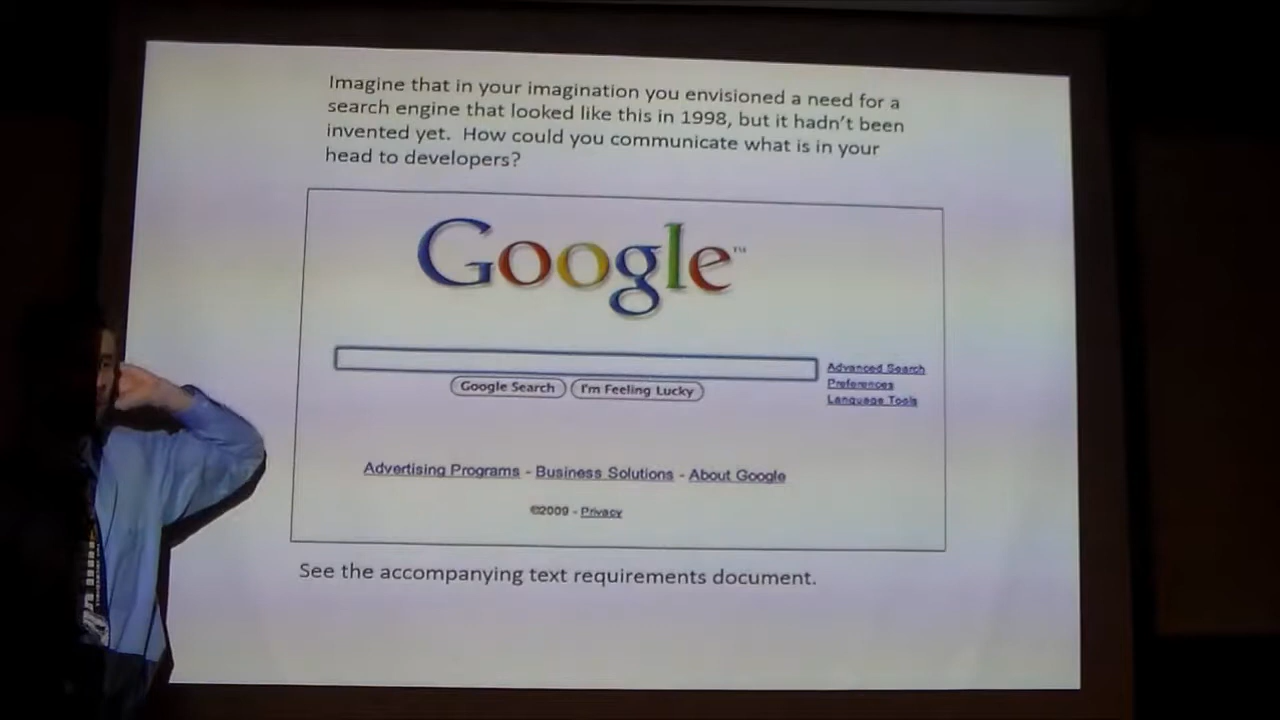 Imagine that in your imagination you envisioned a need for a
search engine that looked like this in 1998, but it hadn't been
invented yet. How could you communicate what is in your
head to developers?
Google™
Advanced Search
Google Search I'm Feeling Lucky
Preferences
Language Tools
Advertising Programs - Business Solutions - About Google
©2009 - Privacy
See the accompanying text requirements document.